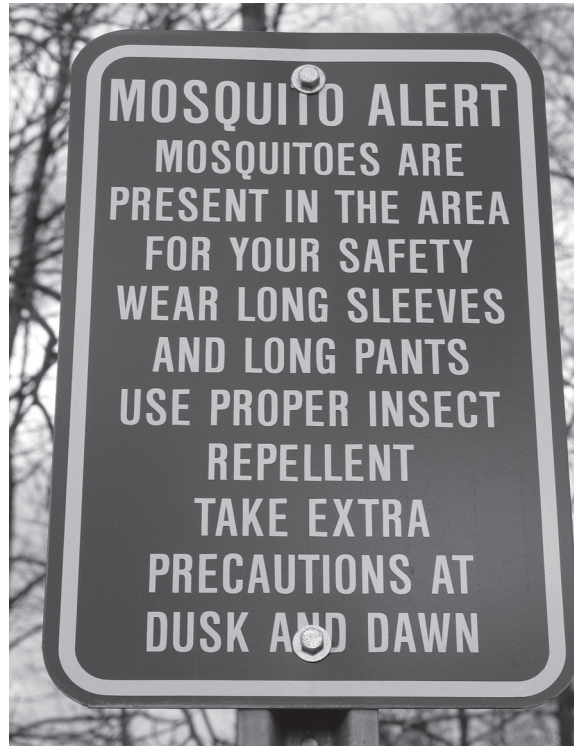 MOSQUITO ALERT
MOSQUITOES ARE
PRESENT IN THE AREA
FOR YOUR SAFETY
WEAR LONG SLEEVES
AND LONG PANTS
USE PROPER INSECT
REPELLENT
TAKE EXTRA
PRECAUTIONS AT
DUSK AND DAWN